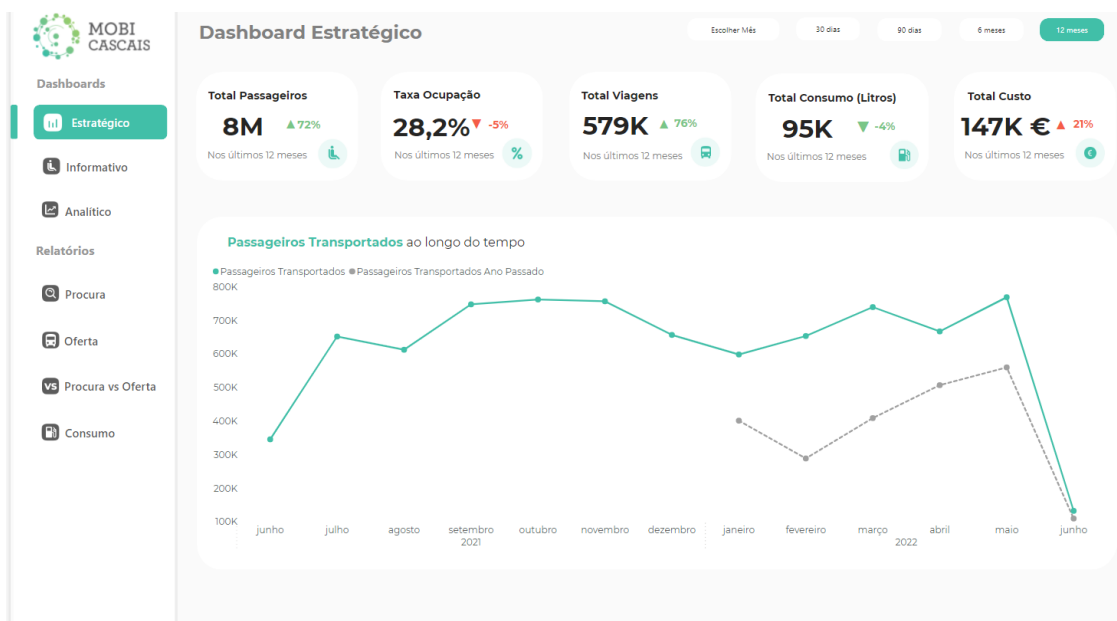 MOBI
CASCAIS
Dashboard Estratégico
Escolher Mês
30 dias
90 dias
6 meses
12 meses
Dashboards
Estratégico
Informativo
Analítico
Relatórios
Procura
Oferta
VS Procura vs Oferta
Consumo
Total Passageiros
8M ▲72%
Nos últimos 12 meses
Taxa Ocupação
28,2% ▼ -5%
Nos últimos 12 meses %
Total Viagens
579K ▲ 76%
Nos últimos 12 meses
Total Consumo (Litros)
95K ▼ -4%
Nos últimos 12 meses
Total Custo
147K € ▲ 21%
Nos últimos 12 meses €
Passageiros Transportados ao longo do tempo
Passageiros Transportados Passageiros Transportados Ano Passado
800K
700K
600K
500K
400K
300K
200K
100K
junho julho agosto setembro outubro novembro dezembro janeiro fevereiro março abril maio junho
2021 2022